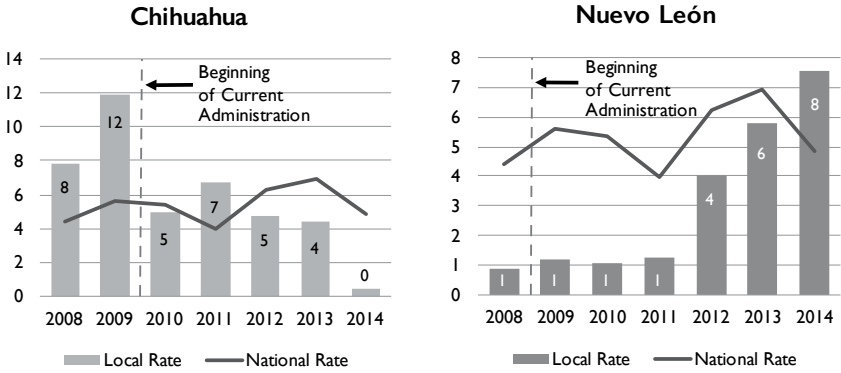 Chihuahua
14
12
10
8
6
4
2
0
Beginning
of Current
Administration
8
12
5
7
5
4
0
2008 2009 2010 2011 2012 2013 2014
Local Rate National Rate
Nuevo León
8
7
6
5
4
3
2
1
0
Beginning
of Current
Administration
1
1
1
1
4
6
8
2008 2009 2010 2011 2012 2013 2014
Local Rate National Rate